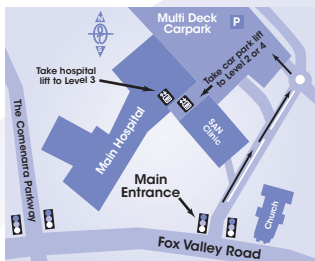 Multi Deck
Carpark
P
N
S
Take hospital
lift to Level 3
Take car park lift
to Level 2 or 4
SAN
Clinic
Main Hospital
The Comenarra Parkway
Main
Entrance
Church
Fox Valley Road